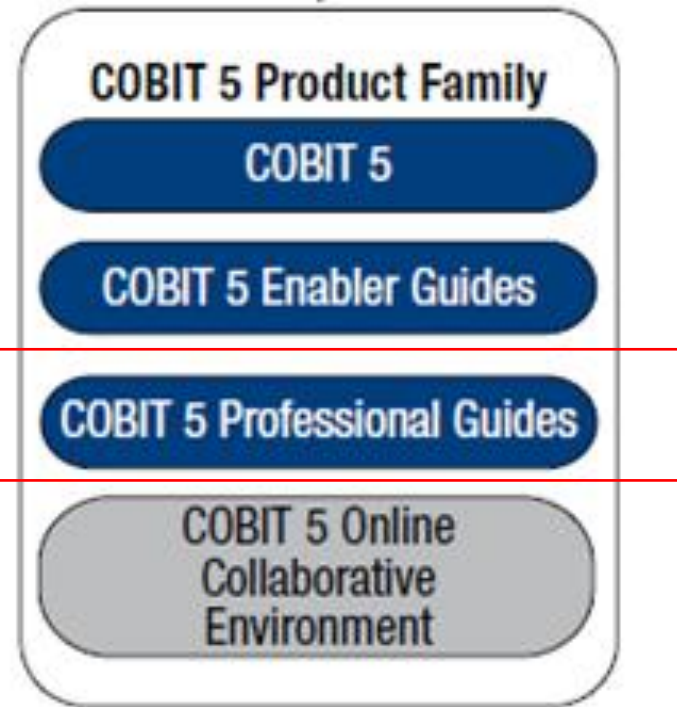 COBIT 5 Product Family
COBIT 5
COBIT 5 Enabler Guides
COBIT 5 Professional Guides
COBIT 5 Online
Collaborative
Environment